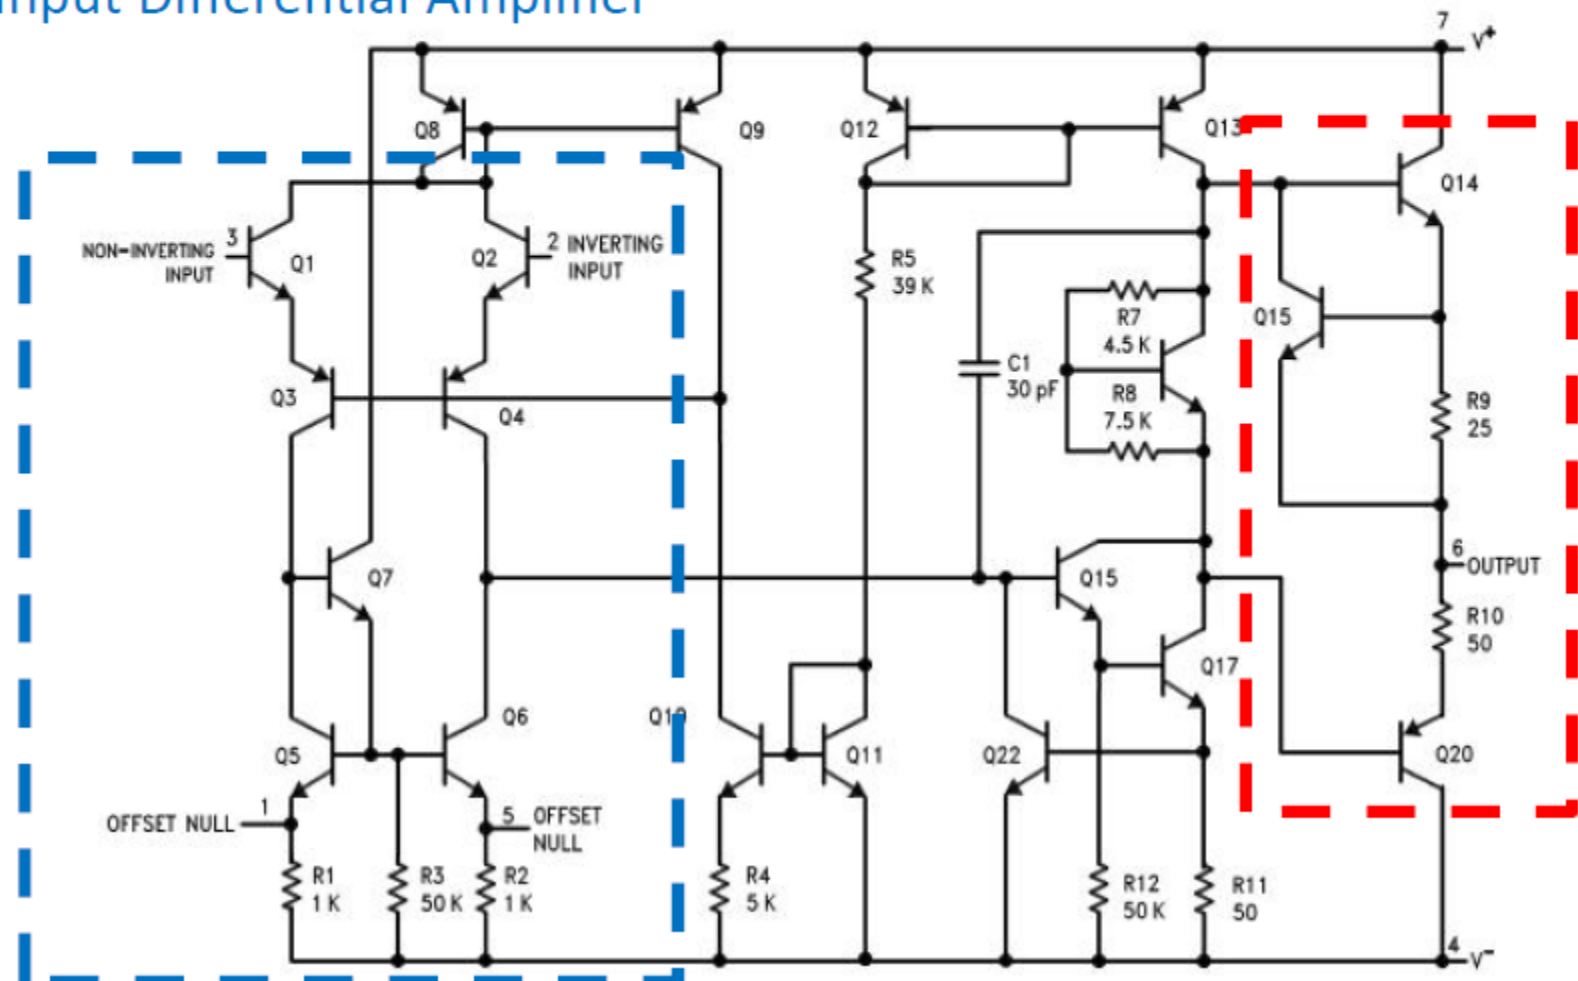 Input Differential Amplifier
7
V+
Q8
Q9
Q12
Q13
Q14
NON-INVERTING
INPUT
3
Q1
Q2
2 INVERTING
INPUT
R5
39 K
R7
4.5 K
Q15
C1
30 pF
R8
7.5 K
Q3
Q4
R9
25
Q7
Q15
6
OUTPUT
R10
50
Q17
Q5
Q6
Q10
Q11
Q22
Q20
OFFSET NULL
1
5 OFFSET
NULL
R1
1 K
R3
50 K
R2
1 K
R4
5 K
R12
50 K
R11
50
4
V-